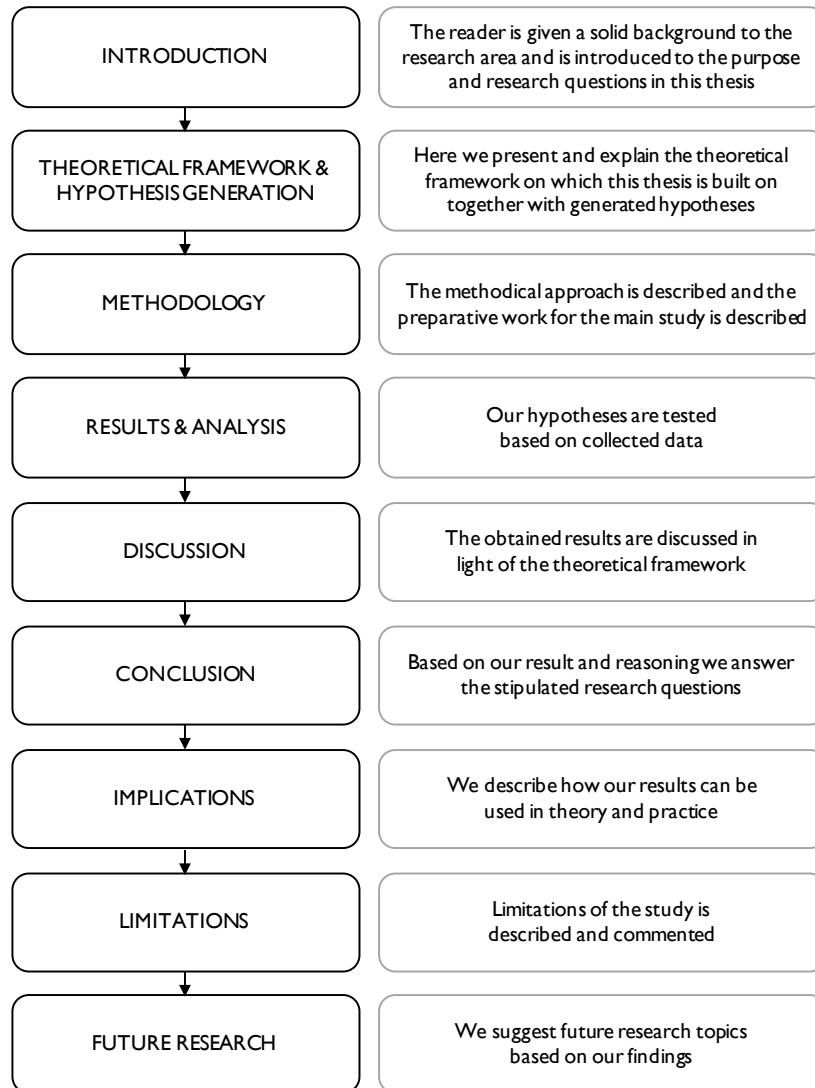 INTRODUCTION
The reader is given a solid background to the
research area and is introduced to the purpose
and research questions in this thesis
THEORETICAL FRAMEWORK &
HYPOTHESIS GENERATION
Here we present and explain the theoretical
framework on which this thesis is built on
together with generated hypotheses
METHODOLOGY
The methodical approach is described and the
preparative work for the main study is described
RESULTS & ANALYSIS
Our hypotheses are tested
based on collected data
DISCUSSION
The obtained results are discussed in
light of the theoretical framework
CONCLUSION
Based on our result and reasoning we answer
the stipulated research questions
IMPLICATIONS
We describe how our results can be
used in theory and practice
LIMITATIONS
Limitations of the study is
described and commented
FUTURE RESEARCH
We suggest future research topics
based on our findings